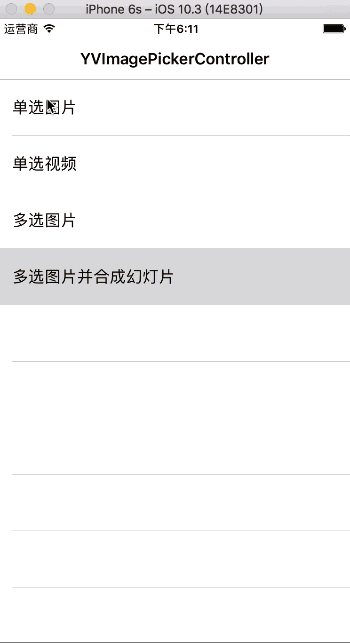 iPhone 6s – iOS 10.3 (14E8301)
运营商 下午6:11
YVImagePickerController
单选图片
单选视频
多选图片
多选图片并合成幻灯片